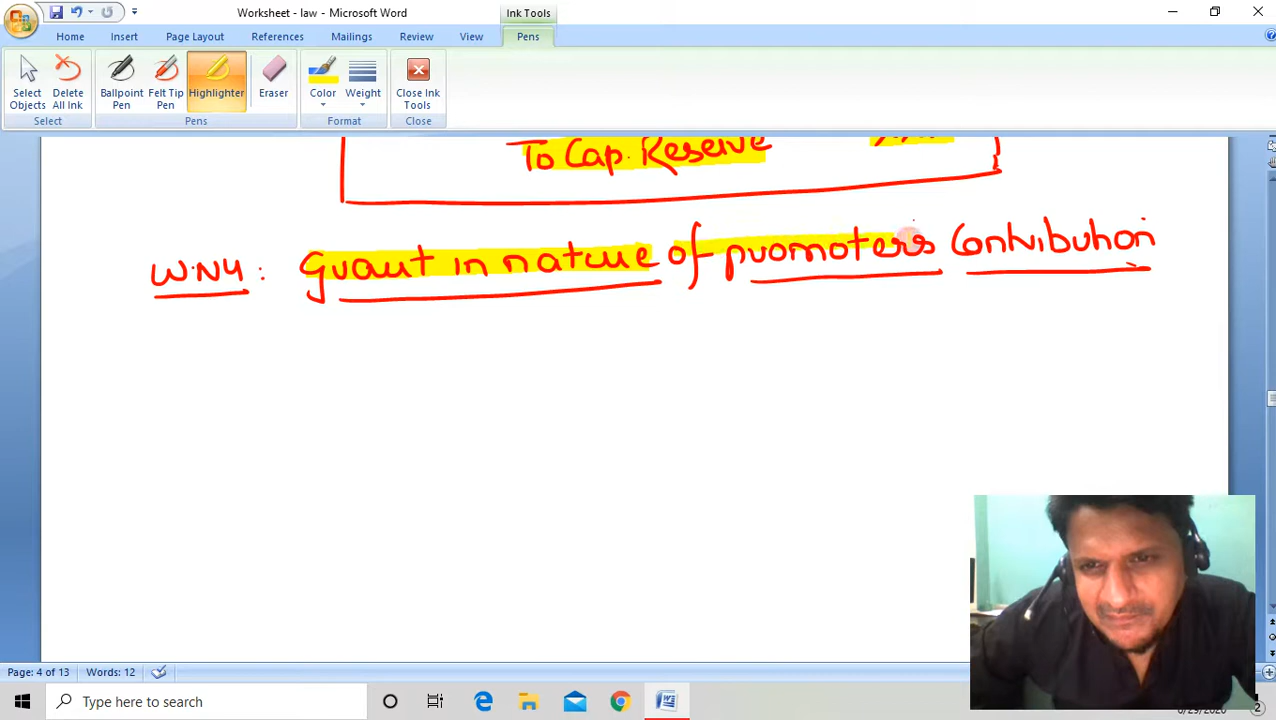 Worksheet - law - Microsoft Word
Ink Tools
Home Insert Page Layout References Mailings Review View Pens
Select Objects
Delete All Ink
Ballpoint Pen
Felt Tip Pen
Highlighter
Eraser
Color
Weight
Close Ink Tools
Select Pens Format Close
To Cap. Reserve
W.N4: Grant in nature of promoter's Contribution
Page: 4 of 13 Words: 12
Type here to search